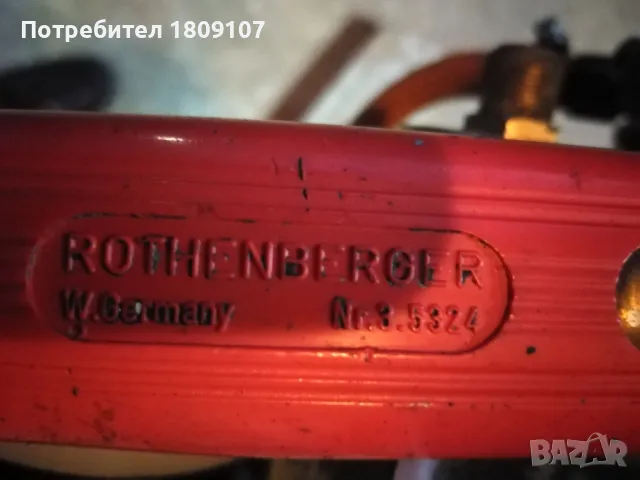 Потребител 1809107
ROTHENBERGER
W.Germany Nr.3.5324
BAZAR